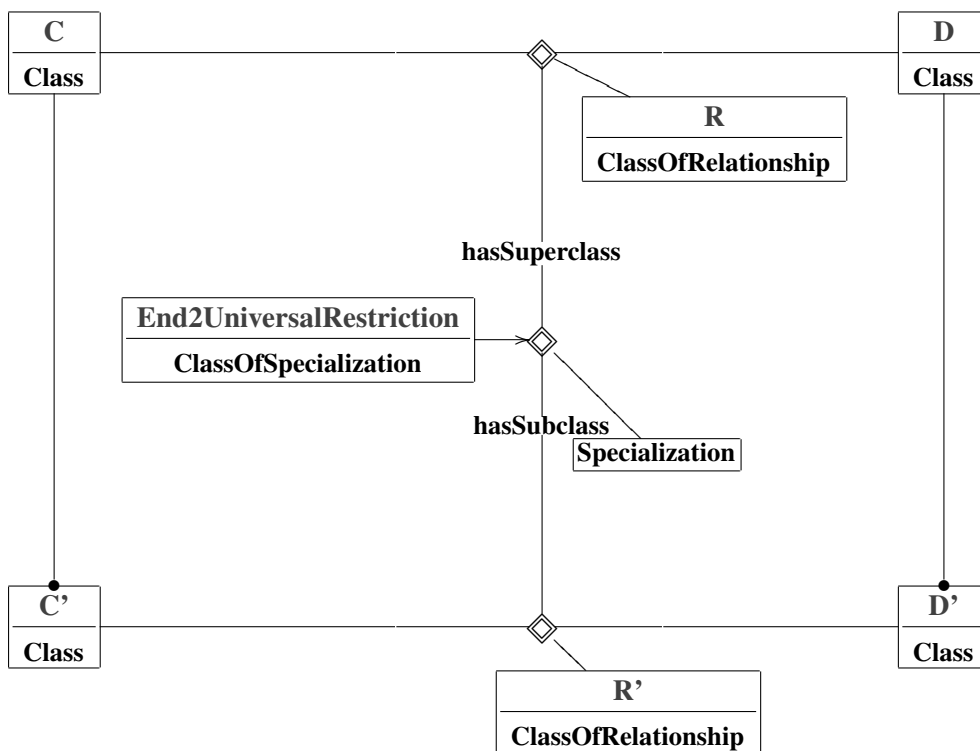 C
Class
D
Class
R
ClassOfRelationship
hasSuperclass
End2UniversalRestriction
ClassOfSpecialization
hasSubclass
Specialization
C’
Class
D’
Class
R’
ClassOfRelationship